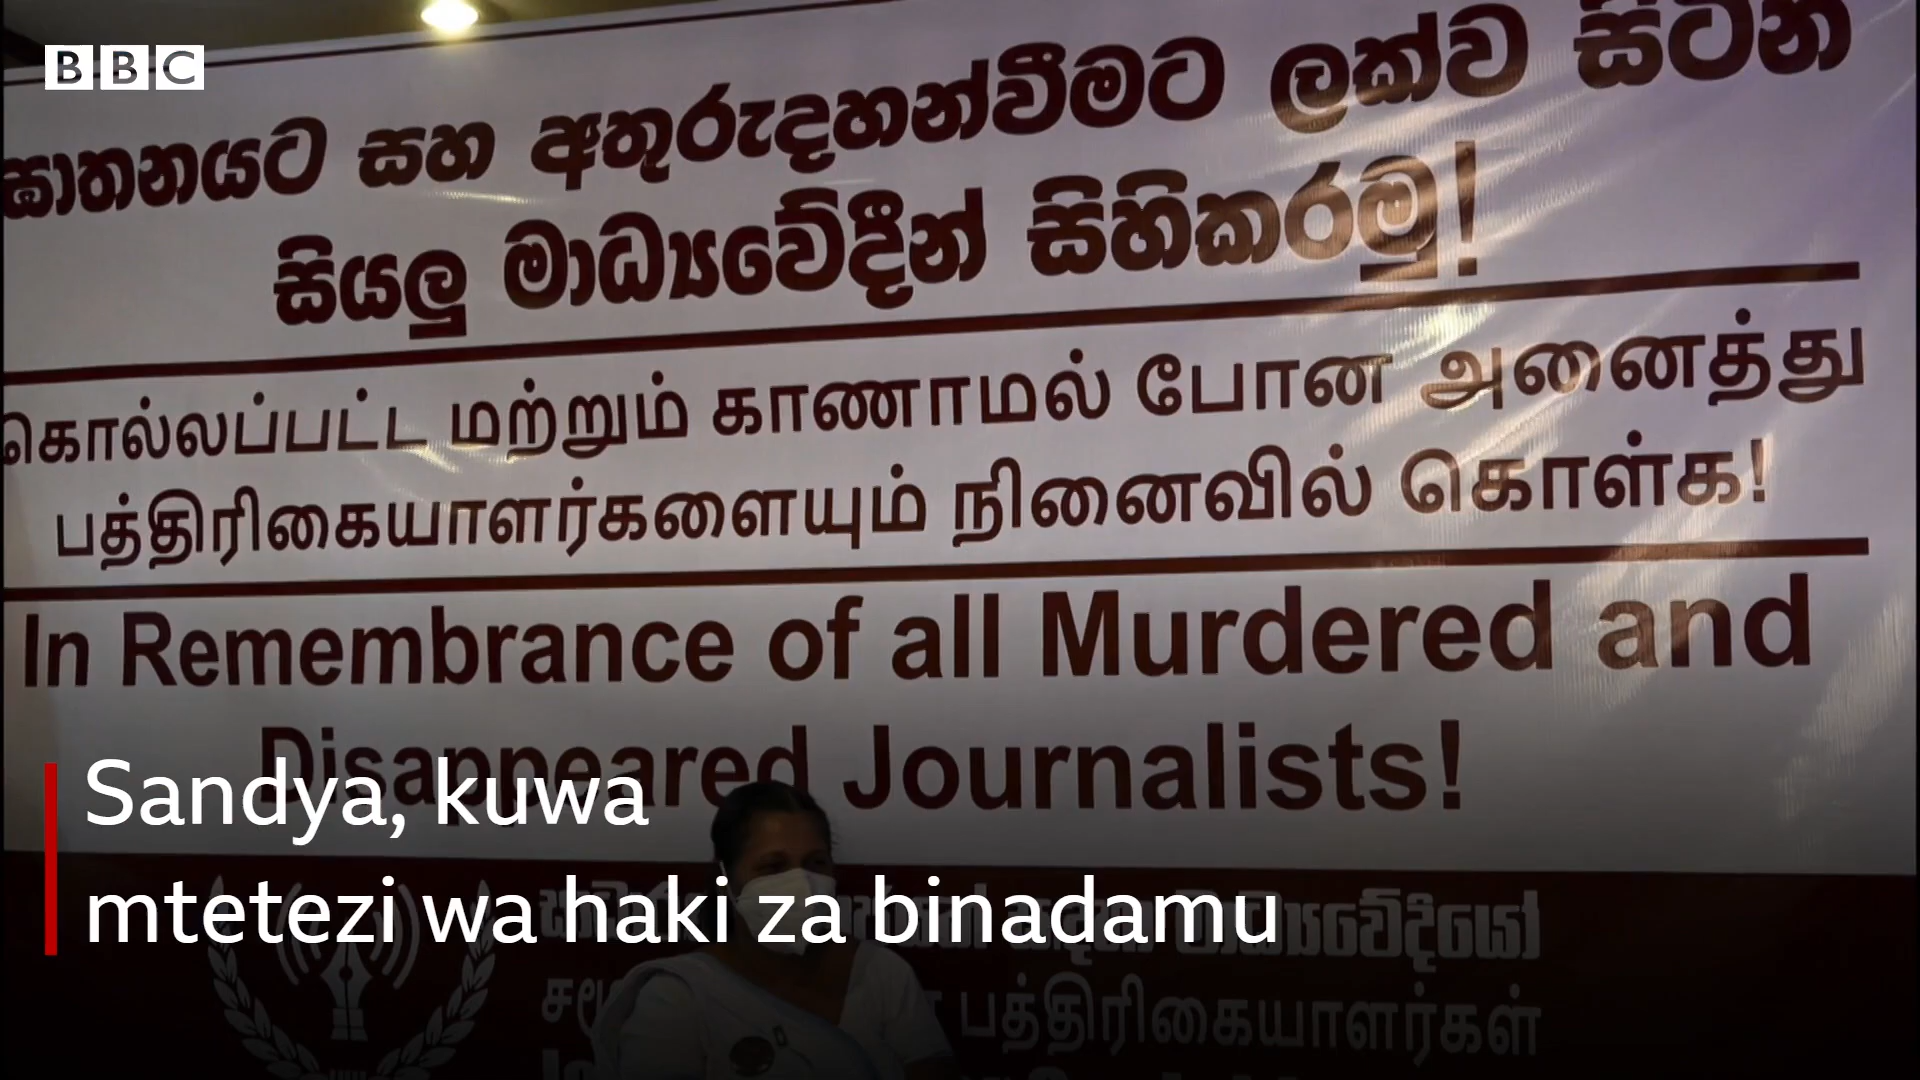 BBC
ඝාතනයට සහ අතුරුදහන්වීමට ලක්ව සිටින
සියලු මාධ්‍යවේදීන් සිහිකරමු!
கொல்லப்பட்ட மற்றும் காணாமல் போன அனைத்து
பத்திரிகையாளர்களையும் நினைவில் கொள்க!
In Remembrance of all Murdered and
Disappeared Journalists!
Sandya, kuwa
mtetezi wa haki za binadamu
මාධ්‍යවේදියෝ
பத்திரிகையாளர்கள்